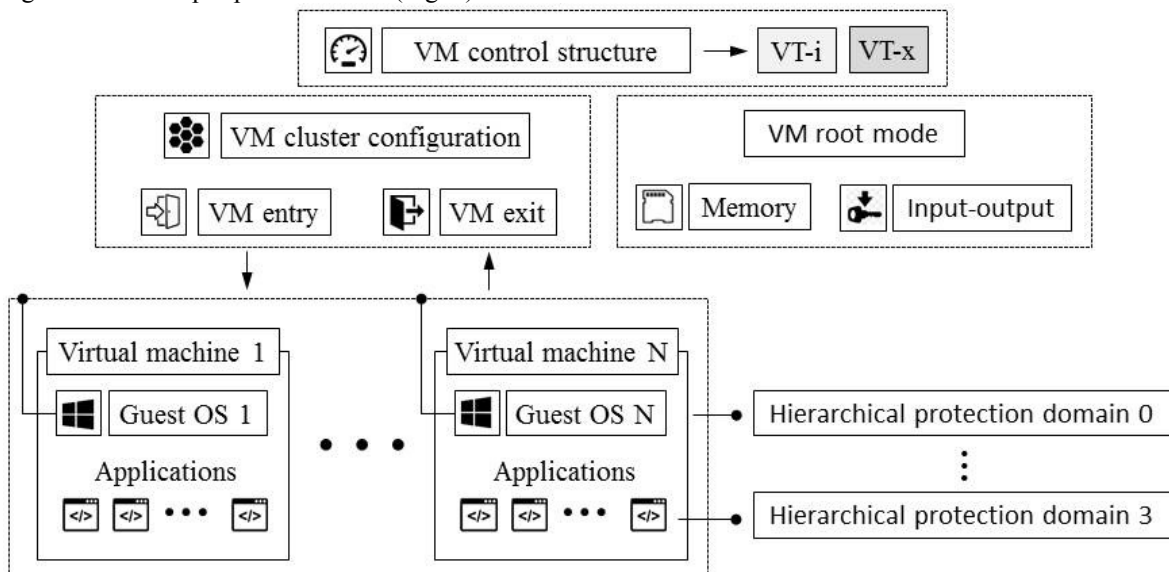 VM control structure
VT-i
VT-x
VM cluster configuration
VM entry
VM exit
VM root mode
Memory
Input-output
Virtual machine 1
Guest OS 1
Applications
</>
</>
</>
Virtual machine N
Guest OS N
Applications
</>
</>
</>
Hierarchical protection domain 0
Hierarchical protection domain 3